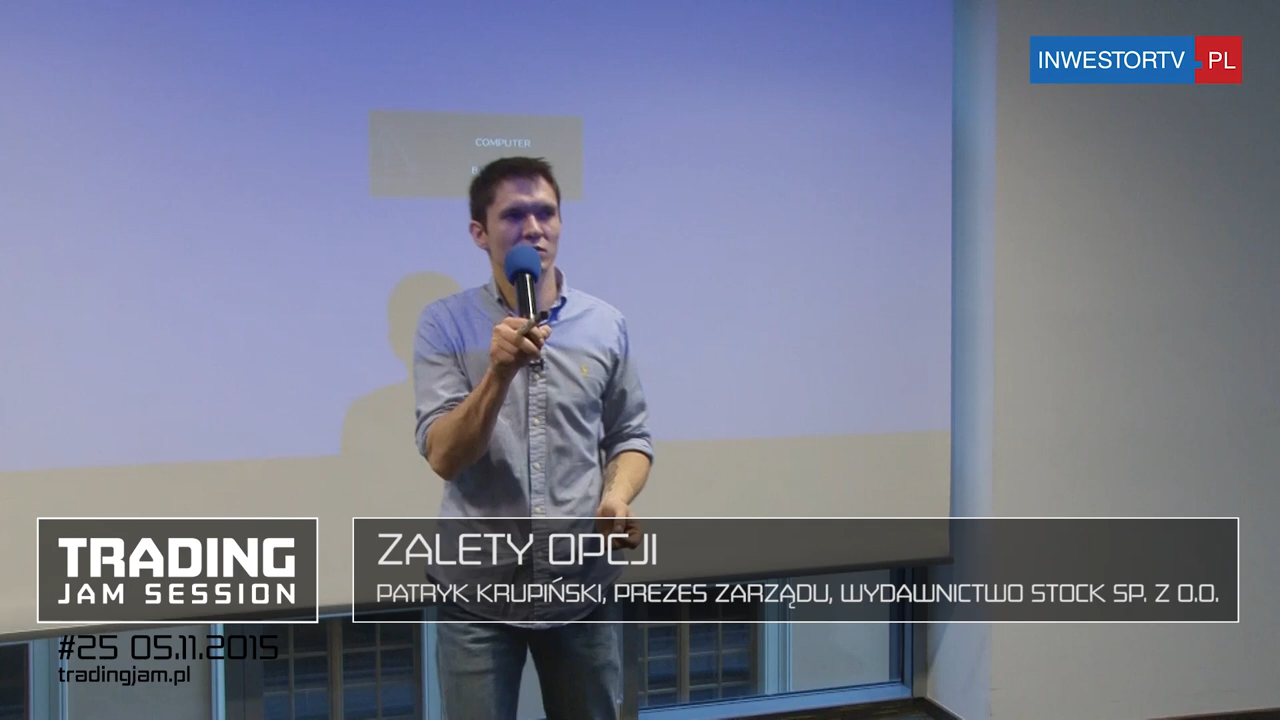 INWESTORTV.PL
COMPUTER
TRADING
JAM SESSION
ZALETY OPCJI
PATRYK KRUPIŃSKI, PREZES ZARZĄDU, WYDAWNICTWO STOCK SP. Z O.O.
#25 05.11.2015
tradingjam.pl